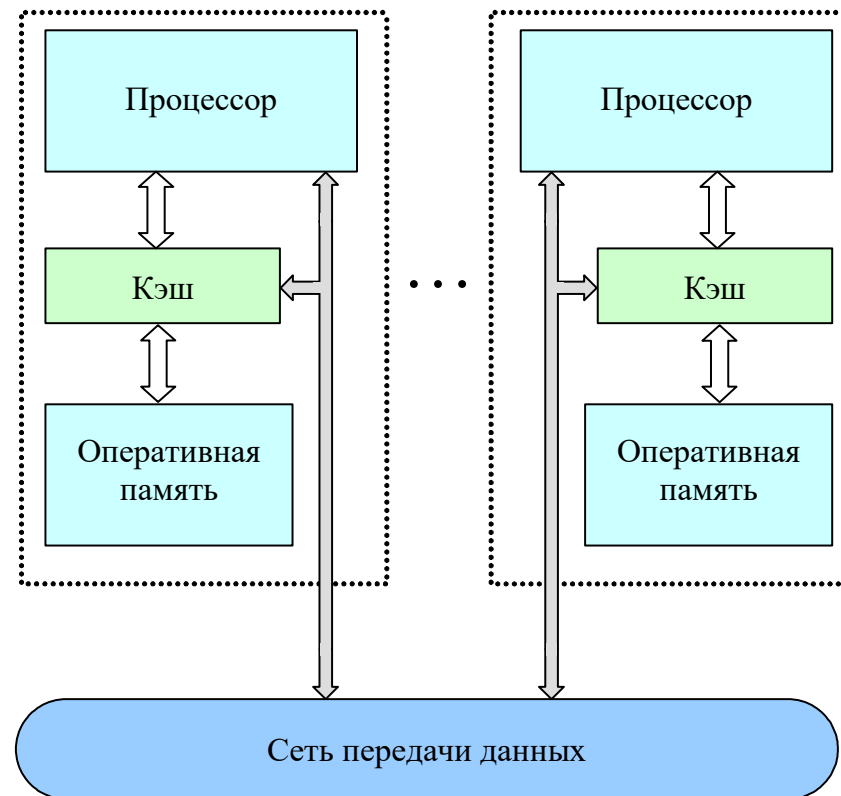 Процессор
Процессор
Кэш
. . .
Кэш
Оперативная
память
Оперативная
память
Сеть передачи данных